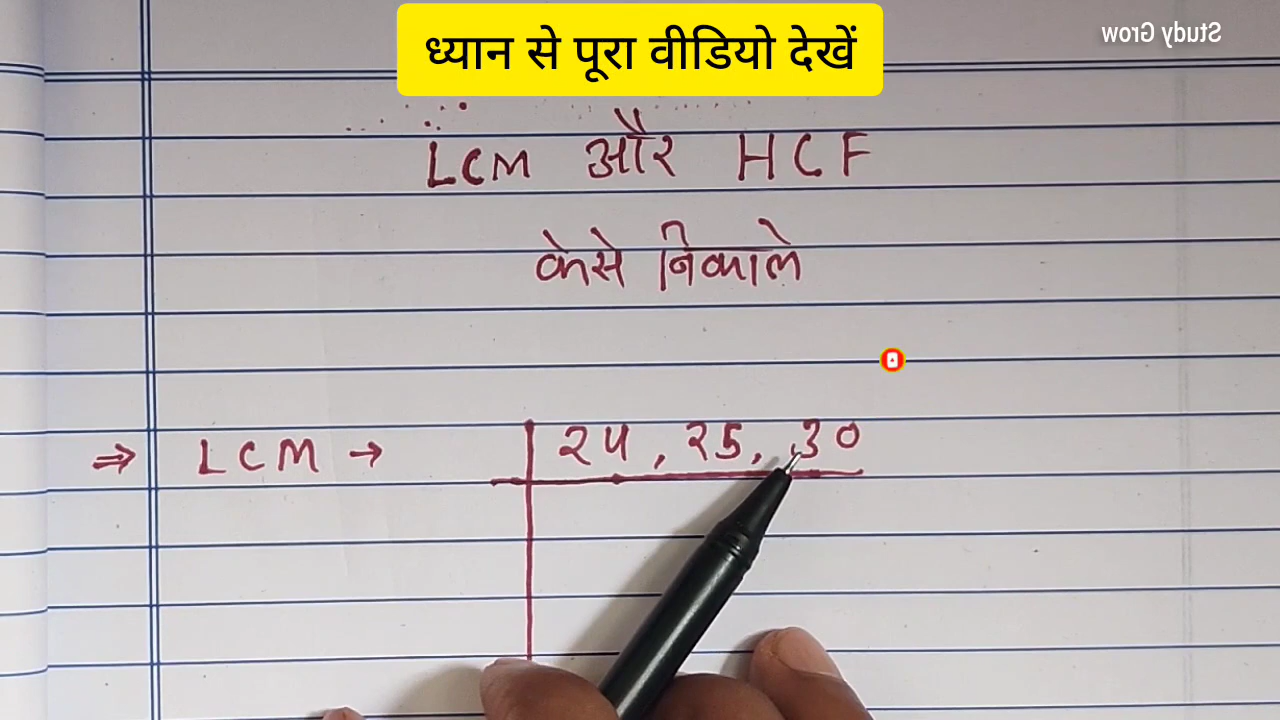 ध्यान से पूरा वीडियो देखें
Study Grow
LCM और HCF
केसे निकाले
⇒ LCM → 24, 25, 30